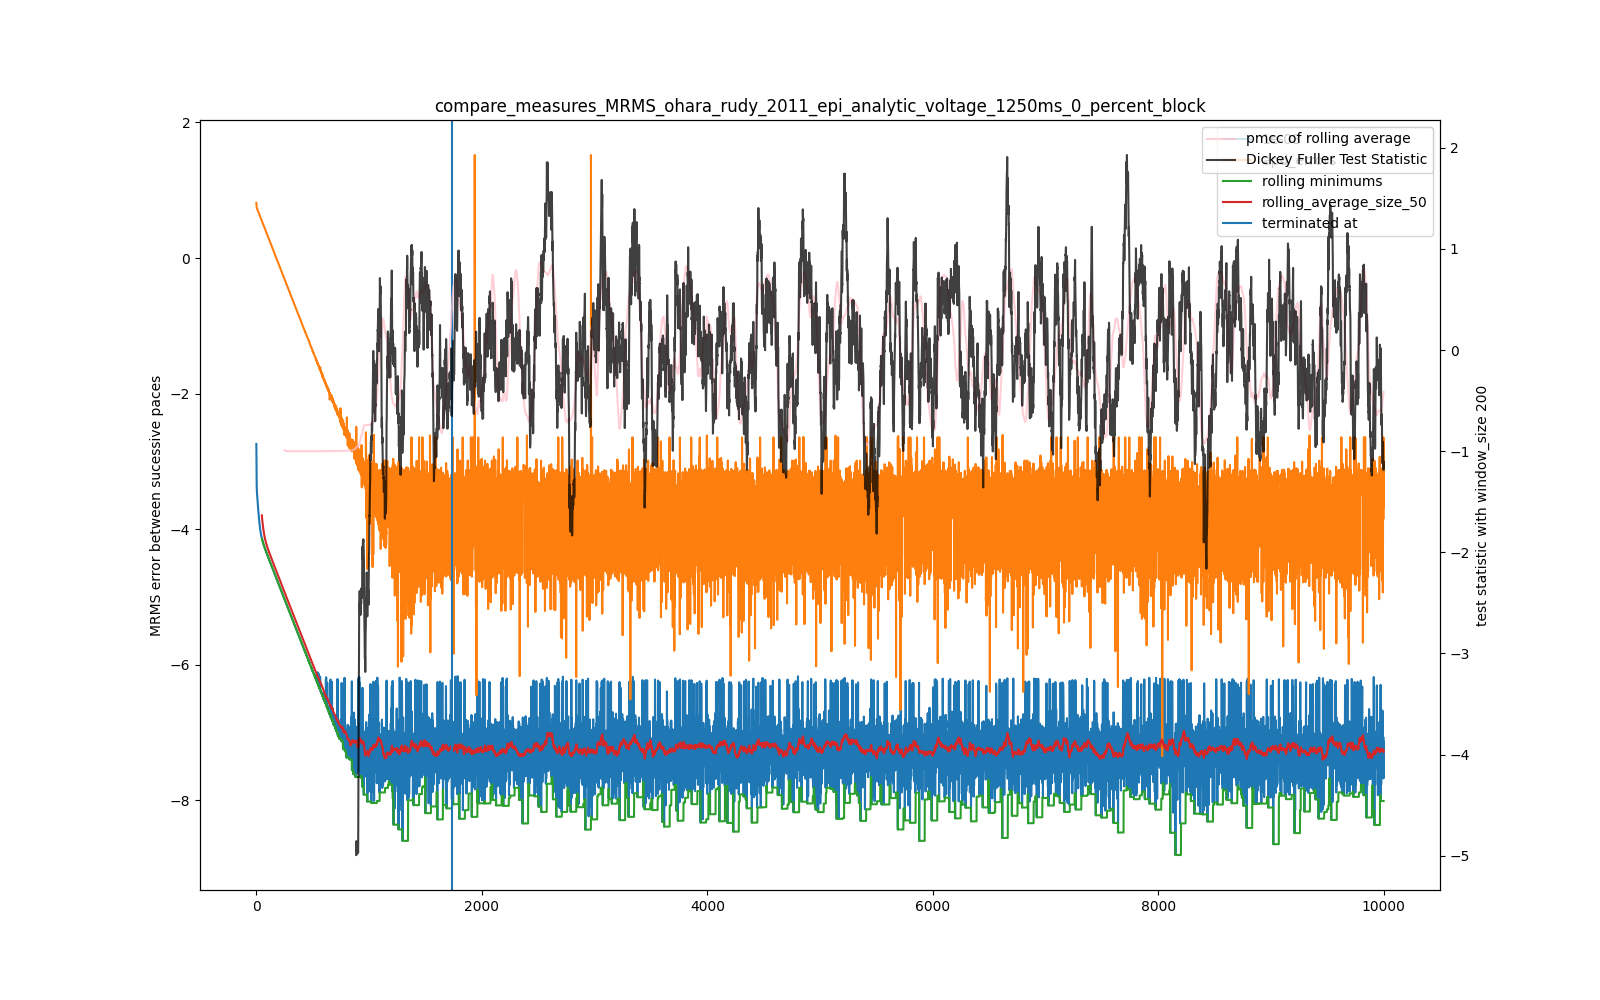 compare_measures_MRMS_ohara_rudy_2011_epi_analytic_voltage_1250ms_0_percent_block
MRMS error between sucessive paces
test statistic with window_size 200
2
0
−2
−4
−6
−8
2
1
0
−1
−2
−3
−4
−5
0
2000
4000
6000
8000
10000
pmcc of rolling average
Dickey Fuller Test Statistic
rolling minimums
rolling_average_size_50
terminated at